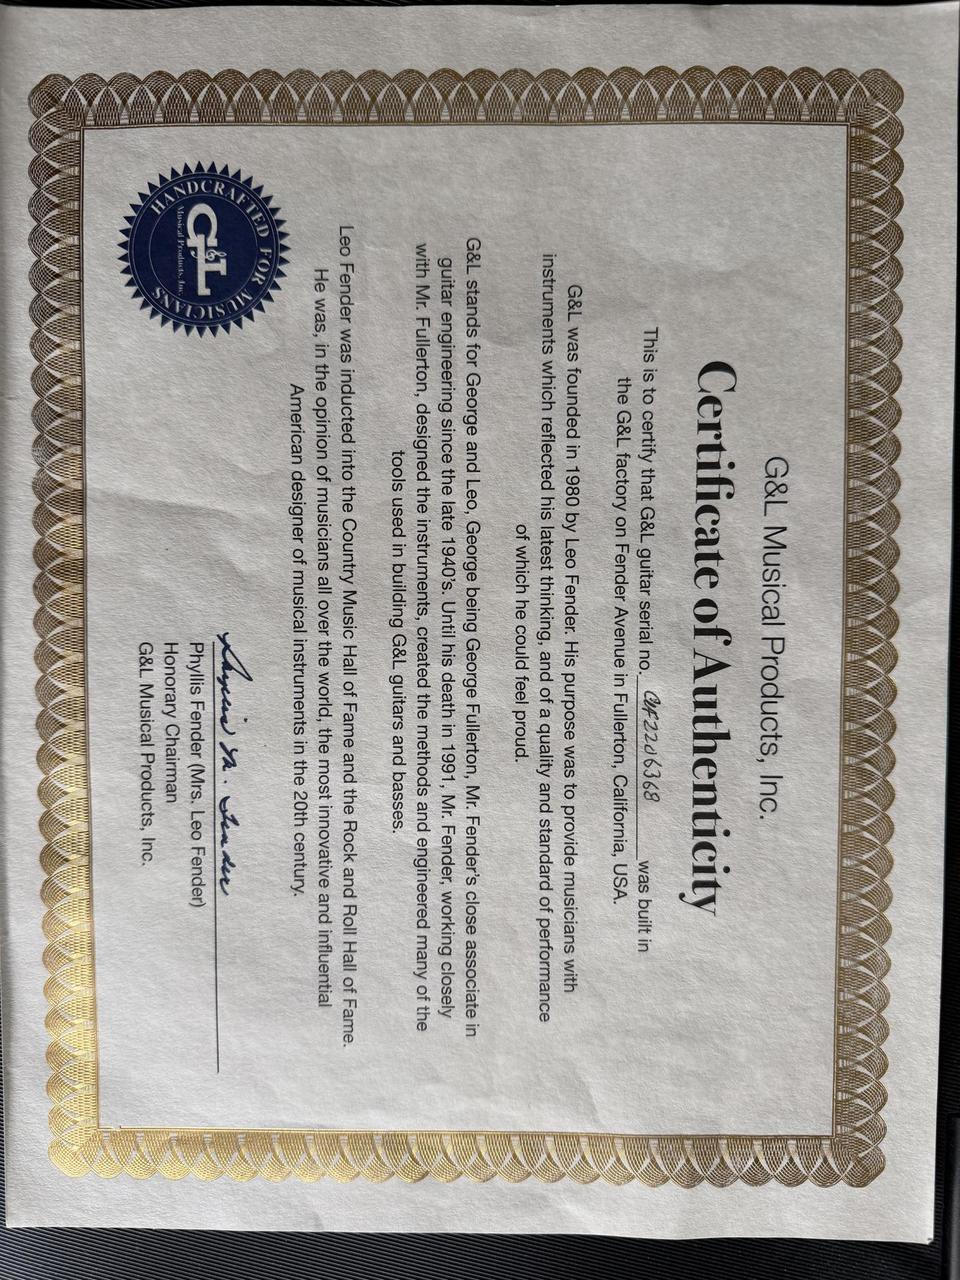 G&L Musical Products, Inc.
Certificate of Authenticity
This is to certify that G&L guitar serial no. CLF2206368 was built in
the G&L factory on Fender Avenue in Fullerton, California, USA.
G&L was founded in 1980 by Leo Fender. His purpose was to provide musicians with
instruments which reflected his latest thinking, and of a quality and standard of performance
of which he could feel proud.
G&L stands for George and Leo, George being George Fullerton, Mr. Fender's close associate in
guitar engineering since the late 1940's. Until his death in 1991, Mr. Fender, working closely
with Mr. Fullerton, designed the instruments, created the methods and engineered many of the
tools used in building G&L guitars and basses.
Leo Fender was inducted into the Country Music Hall of Fame and the Rock and Roll Hall of Fame.
He was, in the opinion of musicians all over the world, the most innovative and influential
American designer of musical instruments in the 20th century.
HANDCRAFTED FOR MUSICIANS
G&L
Musical Products, Inc.
Phyllis M. Fender
Phyllis Fender (Mrs. Leo Fender)
Honorary Chairman
G&L Musical Products, Inc.